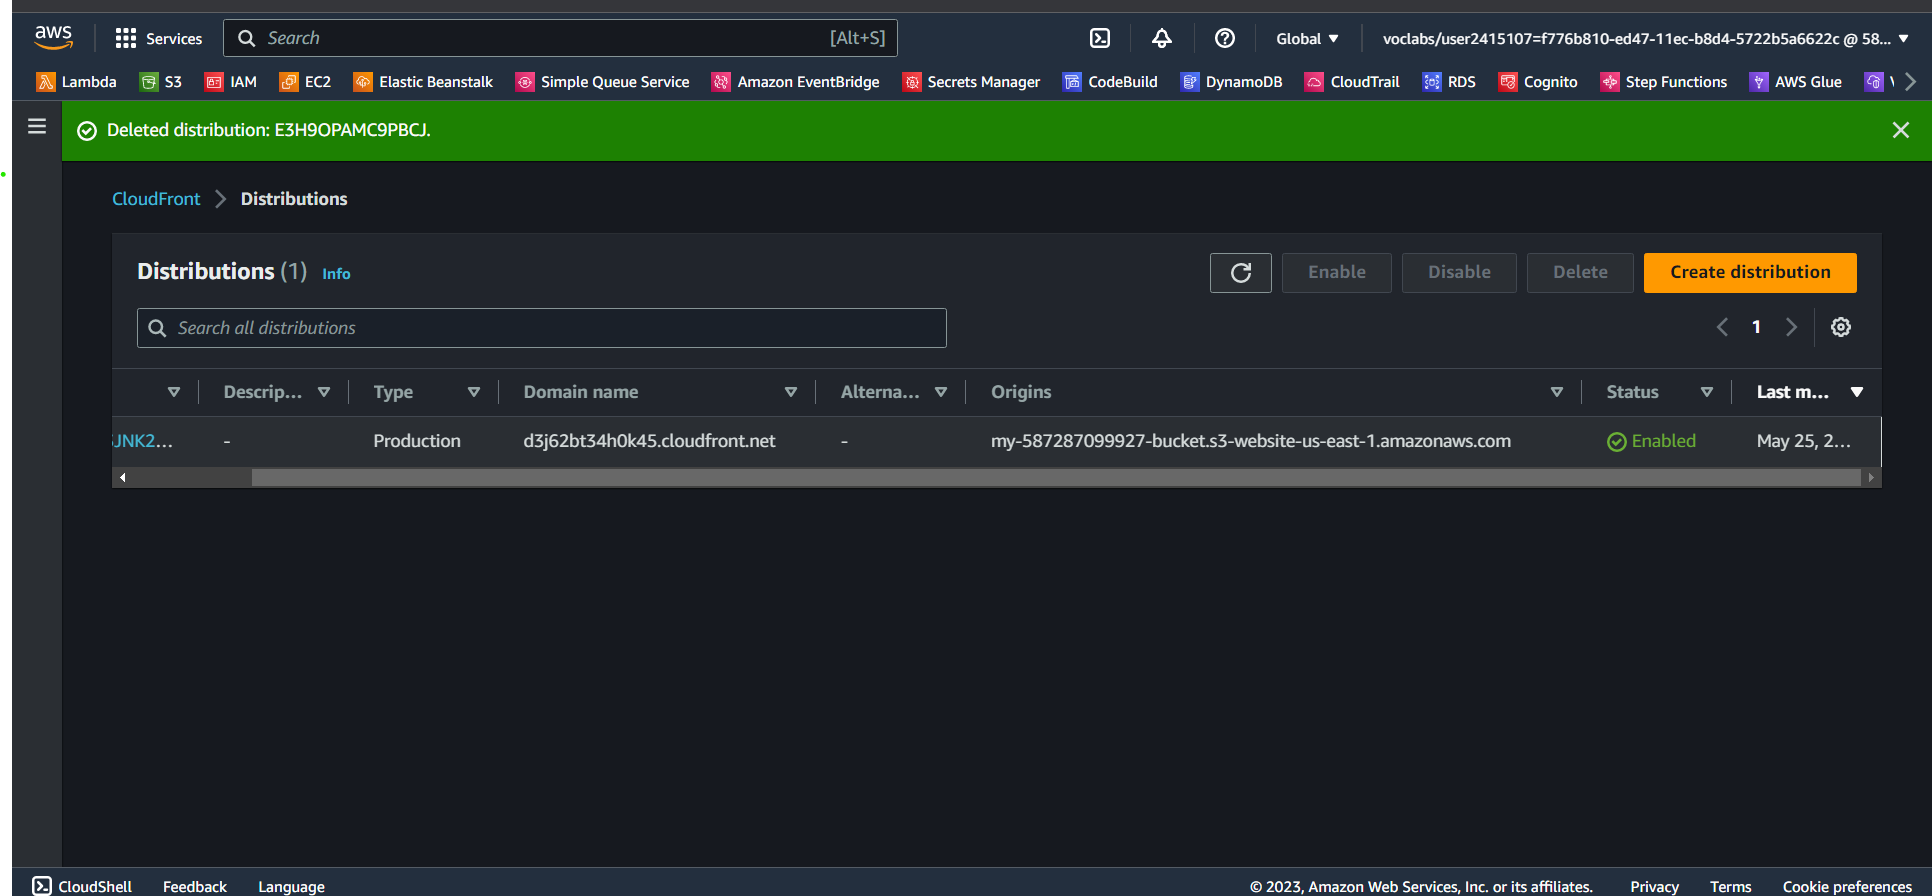 aws Services Search [Alt+S] Global voclabs/user2415107=f776b810-ed47-11ec-b8d4-5722b5a6622c @ 58...
Lambda S3 IAM EC2 Elastic Beanstalk Simple Queue Service Amazon EventBridge Secrets Manager CodeBuild DynamoDB CloudTrail RDS Cognito Step Functions AWS Glue
Deleted distribution: E3H9OPAMC9PBCJ.
CloudFront Distributions
Distributions (1) Info Enable Disable Delete Create distribution
Search all distributions 1
Descrip... Type Domain name Alterna... Origins Status Last m...
JNK2... - Production d3j62bt34h0k45.cloudfront.net - my-587287099927-bucket.s3-website-us-east-1.amazonaws.com Enabled May 25, 2...
CloudShell Feedback Language © 2023, Amazon Web Services, Inc. or its affiliates. Privacy Terms Cookie preferences